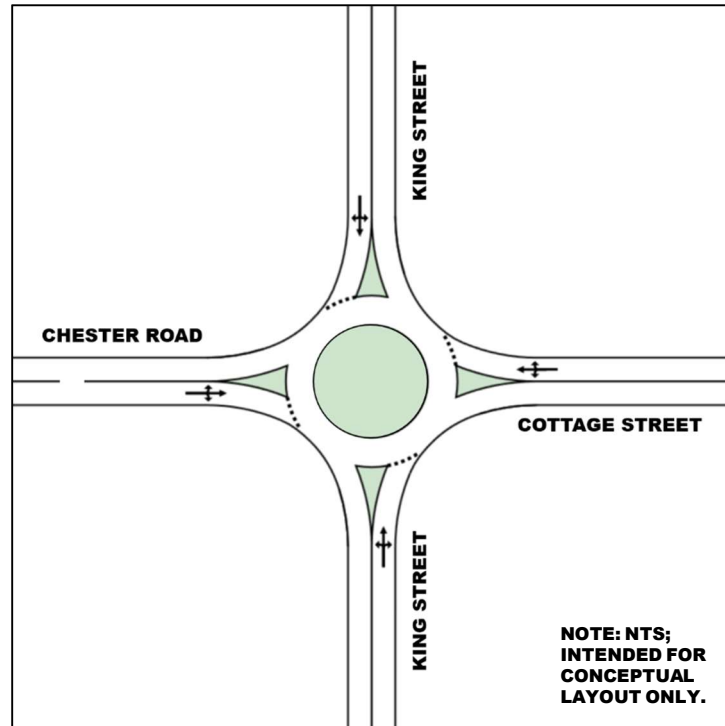 KING STREET
CHESTER ROAD
COTTAGE STREET
KING STREET
NOTE: NTS;
INTENDED FOR
CONCEPTUAL
LAYOUT ONLY.